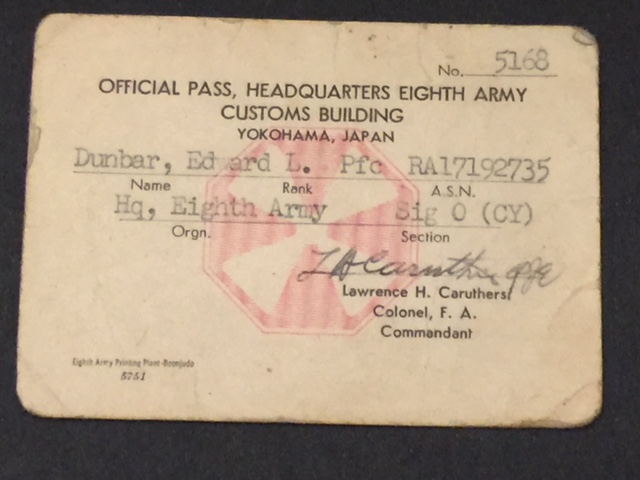 No. 5168
OFFICIAL PASS, HEADQUARTERS EIGHTH ARMY
CUSTOMS BUILDING
YOKOHAMA, JAPAN
Dunbar, Edward L. Pfc RA17192735
Name Rank A.S.N.
Hq, Eighth Army Sig O (CY)
Orgn. Section
L H Caruthers
Lawrence H. Caruthers
Colonel, F. A.
Commandant
Eighth Army Printing Plant-Boonjudo
5751